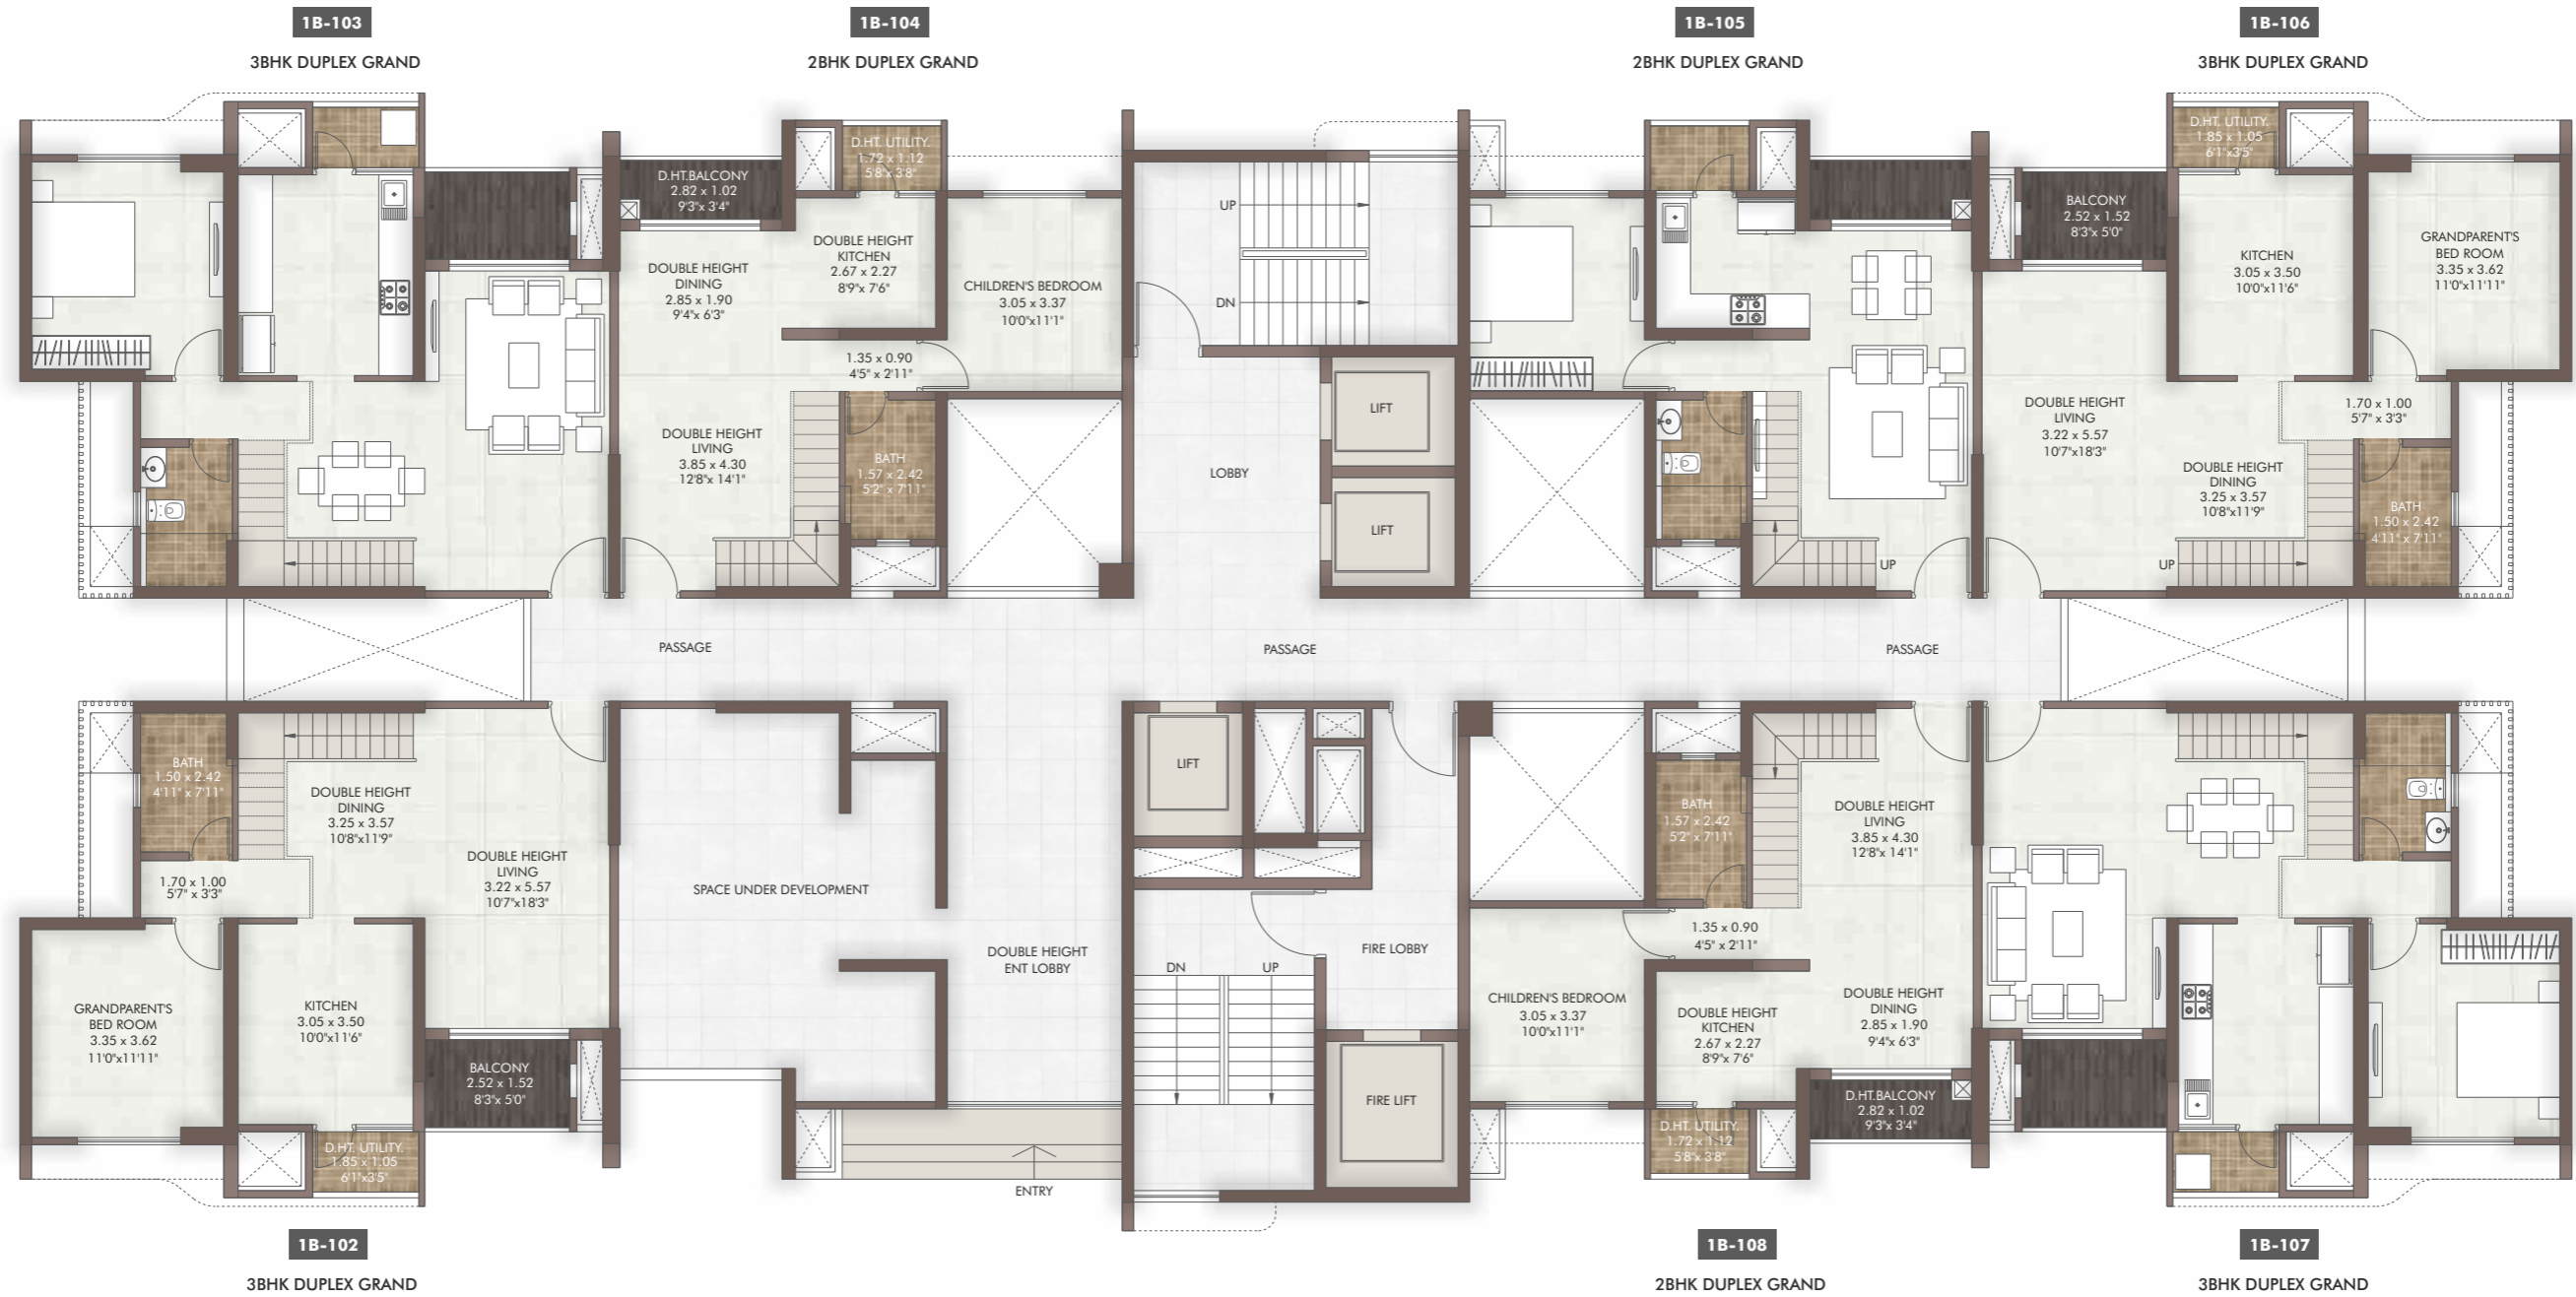 1B-103
3BHK DUPLEX GRAND
1B-104
2BHK DUPLEX GRAND
1B-105
2BHK DUPLEX GRAND
1B-106
3BHK DUPLEX GRAND
D.HT.BALCONY
2.82 x 1.02
9'3"x 3'4"
D.HT. UTILITY.
1.72 x 1.12
5'8"x 3'8"
DOUBLE HEIGHT
DINING
2.85 x 1.90
9'4"x 6'3"
DOUBLE HEIGHT
KITCHEN
2.67 x 2.27
8'9"x 7'6"
CHILDREN'S BEDROOM
3.05 x 3.37
10'0"x11'1"
1.35 x 0.90
4'5" x 2'11"
DOUBLE HEIGHT
LIVING
3.85 x 4.30
12'8"x 14'1"
BATH
1.57 x 2.42
5'2" x 7'11"
UP
DN
LOBBY
LIFT
LIFT
UP
D.HT. UTILITY.
1.85 x 1.05
6'1"x3'5"
BALCONY
2.52 x 1.52
8'3"x 5'0"
KITCHEN
3.05 x 3.50
10'0"x11'6"
GRANDPARENT'S
BED ROOM
3.35 x 3.62
11'0"x11'11"
DOUBLE HEIGHT
LIVING
3.22 x 5.57
10'7"x18'3"
1.70 x 1.00
5'7" x 3'3"
DOUBLE HEIGHT
DINING
3.25 x 3.57
10'8"x11'9"
BATH
1.50 x 2.42
4'11" x 7'11"
UP
PASSAGE
PASSAGE
PASSAGE
BATH
1.50 x 2.42
4'11" x 7'11"
DOUBLE HEIGHT
DINING
3.25 x 3.57
10'8"x11'9"
DOUBLE HEIGHT
LIVING
3.22 x 5.57
10'7"x18'3"
1.70 x 1.00
5'7" x 3'3"
GRANDPARENT'S
BED ROOM
3.35 x 3.62
11'0"x11'11"
KITCHEN
3.05 x 3.50
10'0"x11'6"
BALCONY
2.52 x 1.52
8'3"x 5'0"
D.HT. UTILITY.
1.85 x 1.05
6'1"x3'5"
SPACE UNDER DEVELOPMENT
DOUBLE HEIGHT
ENT LOBBY
ENTRY
LIFT
DN
UP
FIRE LOBBY
FIRE LIFT
BATH
1.57 x 2.42
5'2" x 7'11"
DOUBLE HEIGHT
LIVING
3.85 x 4.30
12'8"x 14'1"
1.35 x 0.90
4'5" x 2'11"
CHILDREN'S BEDROOM
3.05 x 3.37
10'0"x11'1"
DOUBLE HEIGHT
KITCHEN
2.67 x 2.27
8'9"x 7'6"
DOUBLE HEIGHT
DINING
2.85 x 1.90
9'4"x 6'3"
D.HT.BALCONY
2.82 x 1.02
9'3"x 3'4"
D.HT. UTILITY.
1.72 x 1.12
5'8"x 3'8"
1B-102
3BHK DUPLEX GRAND
1B-108
2BHK DUPLEX GRAND
1B-107
3BHK DUPLEX GRAND